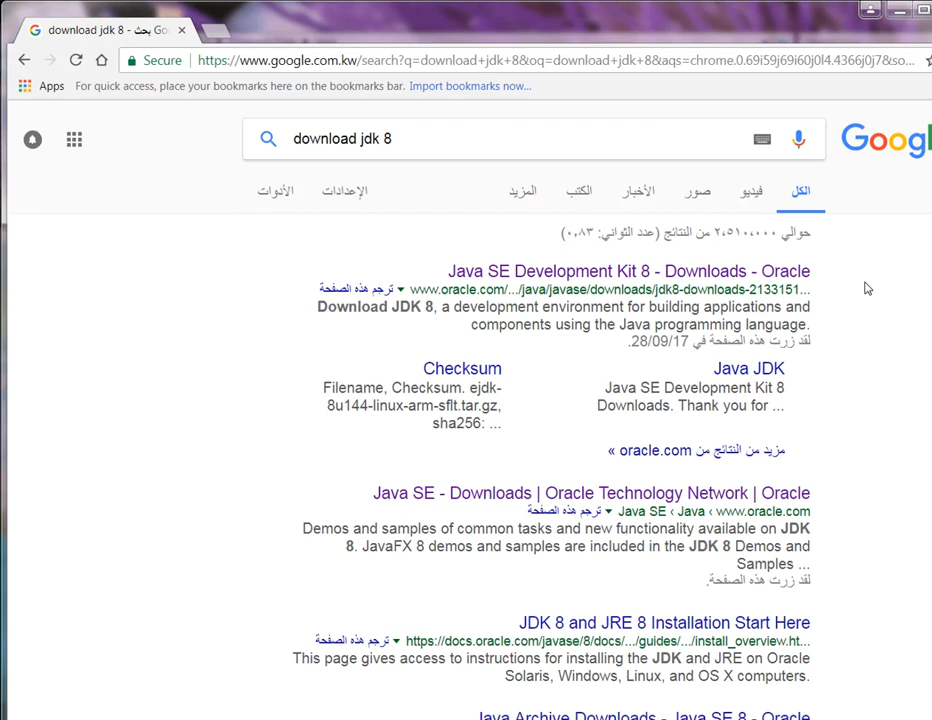 download jdk 8 - بحث Go
Secure
https://www.google.com.kw/search?q=download+jdk+8&oq=download+jdk+8&aqs=chrome.0.69i59j69i60j0l4.4366j0j7&so...
Apps
For quick access, place your bookmarks here on the bookmarks bar. Import bookmarks now...
download jdk 8
Goog
الكل فيديو صور الأخبار الكتب المزيد الإعدادات الأدوات
حوالي ٢،٥١٠،٠٠٠ من النتائج (عدد الثواني: ٠,٨٣)
Java SE Development Kit 8 - Downloads - Oracle
www.oracle.com/.../java/javase/downloads/jdk8-downloads-2133151... ترجم هذه الصفحة
Download JDK 8, a development environment for building applications and
components using the Java programming language.
لقد زرت هذه الصفحة في 28/09/17.
Java JDK
Java SE Development Kit 8
Downloads. Thank you for ...
Checksum
Filename, Checksum. ejdk-
8u144-linux-arm-sflt.tar.gz,
sha256: ...
مزيد من النتائج من oracle.com »
Java SE - Downloads | Oracle Technology Network | Oracle
Java SE ‹ Java ‹ www.oracle.com ترجم هذه الصفحة
Demos and samples of common tasks and new functionality available on JDK
8. JavaFX 8 demos and samples are included in the JDK 8 Demos and
Samples ...
لقد زرت هذه الصفحة.
JDK 8 and JRE 8 Installation Start Here
https://docs.oracle.com/javase/8/docs/.../guides/.../install_overview.ht... ترجم هذه الصفحة
This page gives access to instructions for installing the JDK and JRE on Oracle
Solaris, Windows, Linux, and OS X computers.
Java Archive Downloads - Java SE 8 - Oracle